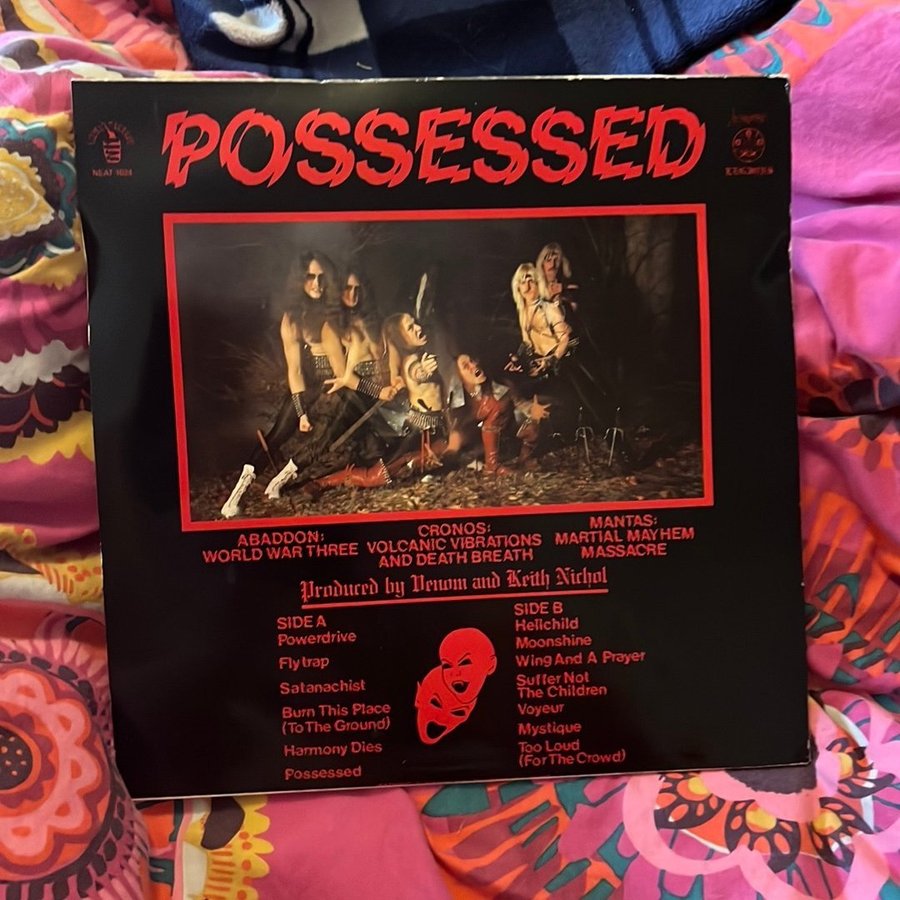 POSSESSED
NEAT 1024
RECORDS
ABADDON:
WORLD WAR THREE
CRONOS:
VOLCANIC VIBRATIONS
AND DEATH BREATH
MANTAS:
MARTIAL MAYHEM
MASSACRE
Produced by Venom and Keith Nichol
SIDE A
Powerdrive
Flytrap
Satanachist
Burn This Place
(To The Ground)
Harmony Dies
Possessed
SIDE B
Hellchild
Moonshine
Wing And A Prayer
Suffer Not
The Children
Voyeur
Mystique
Too Loud
(For The Crowd)